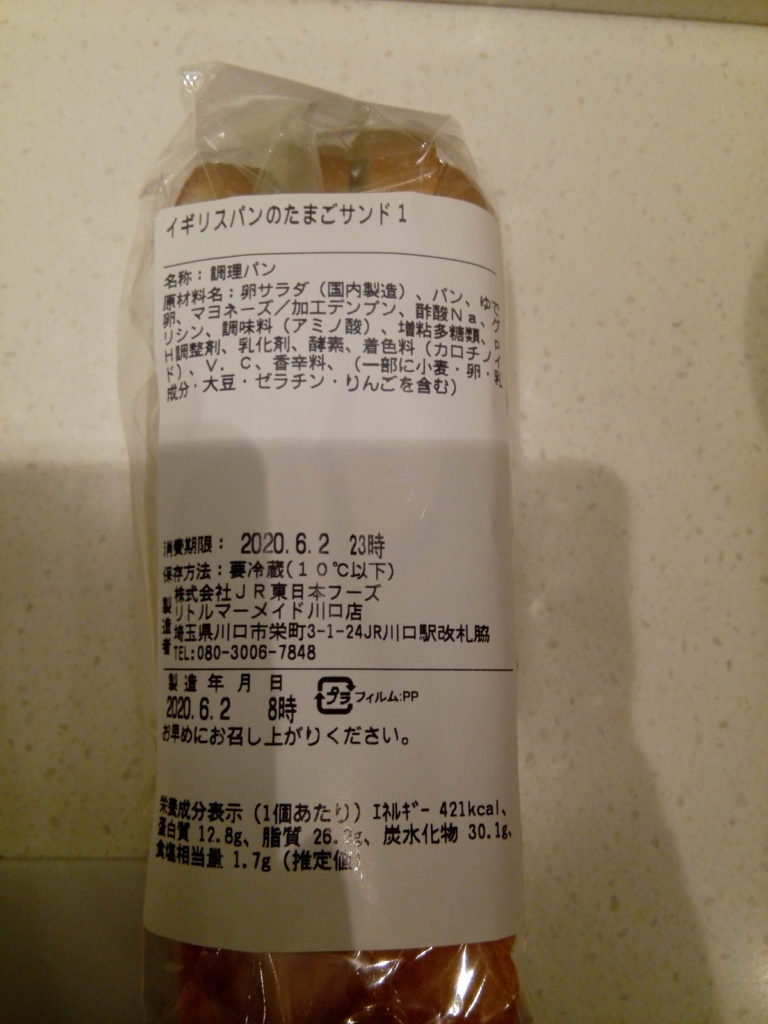 イギリスパンのたまごサンド1
名称：調理パン
原材料名：卵サラダ（国内製造）、パン、ゆで
卵、マヨネーズ／加工デンプン、酢酸Na、グ
リシン、調味料（アミノ酸）、増粘多糖類、p
H調整剤、乳化剤、酵素、着色料（カロチノイ
ド）、V．C、香辛料、（一部に小麦・卵・乳
成分・大豆・ゼラチン・りんごを含む）
消費期限：2020.6.2 23時
保存方法：要冷蔵(10℃以下)
製造者
株式会社JR東日本フーズ
リトルマーメイド川口店
埼玉県川口市栄町3-1-24JR川口駅改札脇
TEL:080-3006-7848
製造年月日
プラ フィルム:PP
2020.6.2 8時
お早めにお召し上がりください。
栄養成分表示（1個あたり）ｴﾈﾙｷﾞｰ 421kcal、
蛋白質 12.8g、脂質 、炭水化物 30.1g、
食塩相当量 1.7g（推定値）